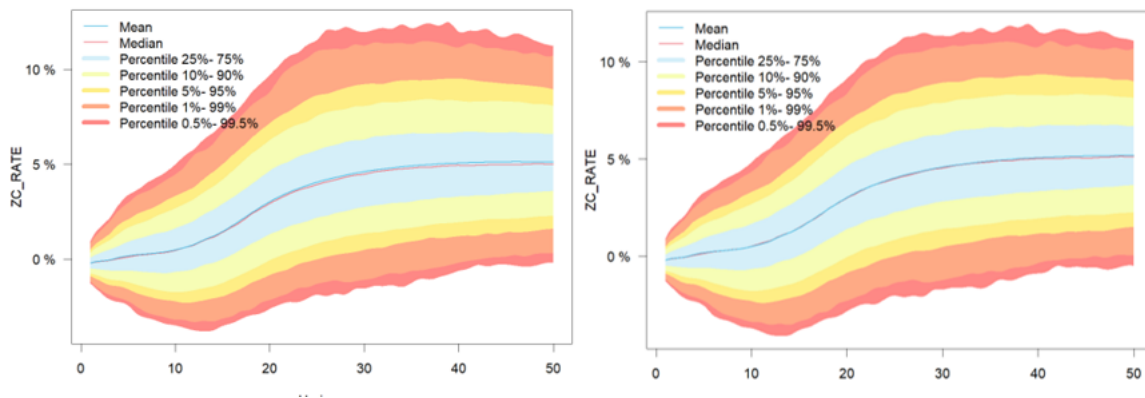 Mean
Median
Percentile 25%- 75%
Percentile 10%- 90%
Percentile 5%- 95%
Percentile 1%- 99%
Percentile 0.5%- 99.5%
10 %
5 %
0 %
ZC_RATE
0 10 20 30 40 50
Mean
Median
Percentile 25%- 75%
Percentile 10%- 90%
Percentile 5%- 95%
Percentile 1%- 99%
Percentile 0.5%- 99.5%
10 %
5 %
0 %
ZC_RATE
0 10 20 30 40 50